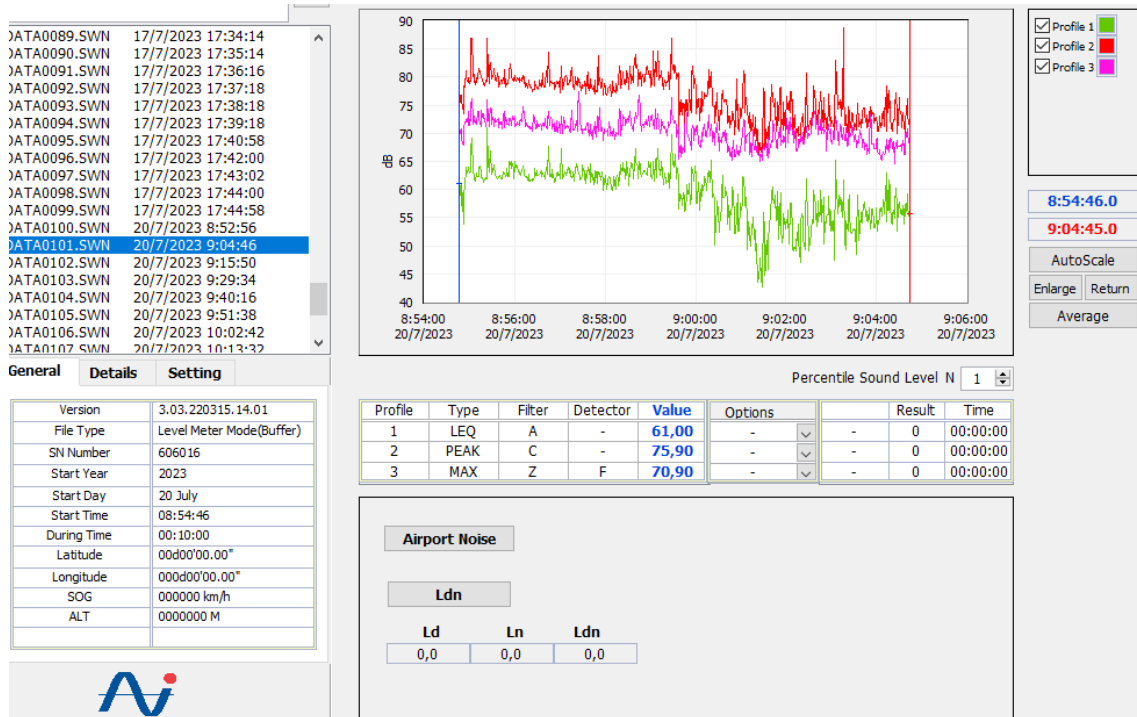 DATA0089.SWN 17/7/2023 17:34:14
DATA0090.SWN 17/7/2023 17:35:14
DATA0091.SWN 17/7/2023 17:36:16
DATA0092.SWN 17/7/2023 17:37:18
DATA0093.SWN 17/7/2023 17:38:18
DATA0094.SWN 17/7/2023 17:39:18
DATA0095.SWN 17/7/2023 17:40:58
DATA0096.SWN 17/7/2023 17:42:00
DATA0097.SWN 17/7/2023 17:43:02
DATA0098.SWN 17/7/2023 17:44:00
DATA0099.SWN 17/7/2023 17:44:58
DATA0100.SWN 20/7/2023 8:52:56
DATA0101.SWN 20/7/2023 9:04:46
DATA0102.SWN 20/7/2023 9:15:50
DATA0103.SWN 20/7/2023 9:29:34
DATA0104.SWN 20/7/2023 9:40:16
DATA0105.SWN 20/7/2023 9:51:38
DATA0106.SWN 20/7/2023 10:02:42
DATA0107.SWN 20/7/2023 10:13:32
General Details Setting
Version 3.03.220315.14.01
File Type Level Meter Mode(Buffer)
SN Number 606016
Start Year 2023
Start Day 20 July
Start Time 08:54:46
During Time 00:10:00
Latitude 00d00'00.00"
Longitude 000d00'00.00"
SOG 000000 km/h
ALT 0000000 M
90
85
80
75
70
65
60
55
50
45
40
dB
8:54:00 8:56:00 8:58:00 9:00:00 9:02:00 9:04:00 9:06:00
20/7/2023 20/7/2023 20/7/2023 20/7/2023 20/7/2023 20/7/2023 20/7/2023
Profile 1
Profile 2
Profile 3
8:54:46.0
9:04:45.0
AutoScale
Enlarge Return
Average
Percentile Sound Level N 1
Profile Type Filter Detector Value Options Result Time
1 LEQ A - 61,00 - - 0 00:00:00
2 PEAK C - 75,90 - - 0 00:00:00
3 MAX Z F 70,90 - - 0 00:00:00
Airport Noise
Ldn
Ld Ln Ldn
0,0 0,0 0,0